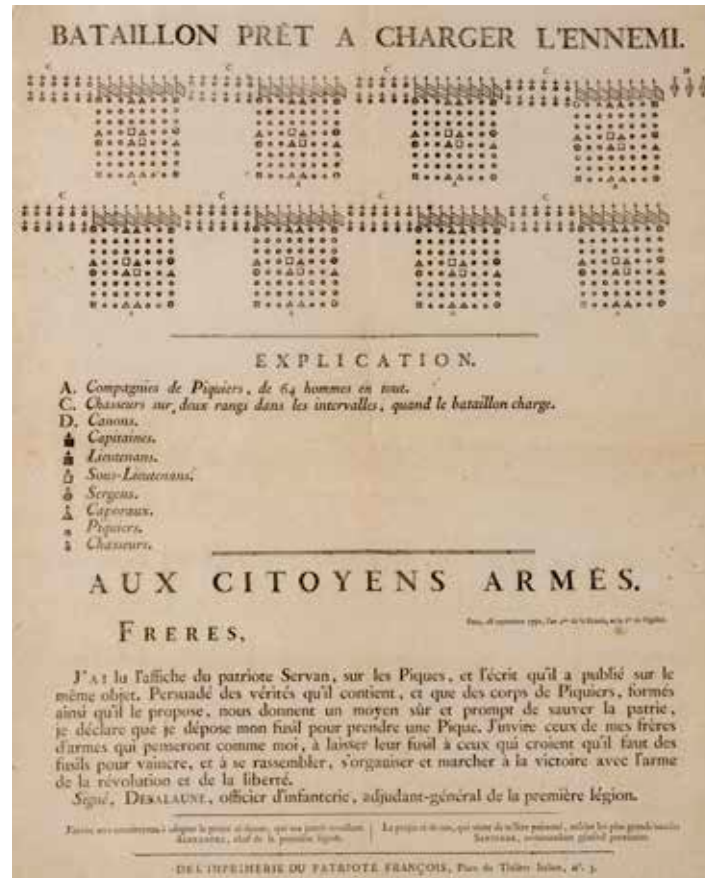 BATAILLON PRÊT A CHARGER L'ENNEMI.
C C C C D
A A A A
C C C C
EXPLICATION.
A. Compagnies de Piquiers, de 64 hommes en tout.
C. Chasseurs sur deux rangs dans les intervalles, quand le bataillon charge.
D. Canons.
Capitaines.
Lieutenans.
Sous-Lieutenans.
Sergens.
Caporaux.
Piquiers.
Chasseurs.
AUX CITOYENS ARMÉS.
FRERES,
J'AI lu l'affiche du patriote Servan, sur les Piques, et l'écrit qu'il a publié sur le
même objet. Persuadé des vérités qu'il contient, et que des corps de Piquiers, formés
ainsi qu'il le propose, nous donnent un moyen sûr et prompt de sauver la patrie,
je déclare que je dépose mon fusil pour prendre une Pique. J'invite ceux de mes frères
d'armes qui penseront comme moi, à laisser leur fusil à ceux qui croient qu'il faut des
fusils pour vaincre, et à se rassembler, s'organiser et marcher à la victoire avec l'arme
de la révolution et de la liberté.
Signé, DESALAUNE, officier d'infanterie, adjudant-général de la première légion.
DE L'IMPRIMERIE DU PATRIOTE FRANÇOIS, Place du Théâtre Italien, n°. 3.